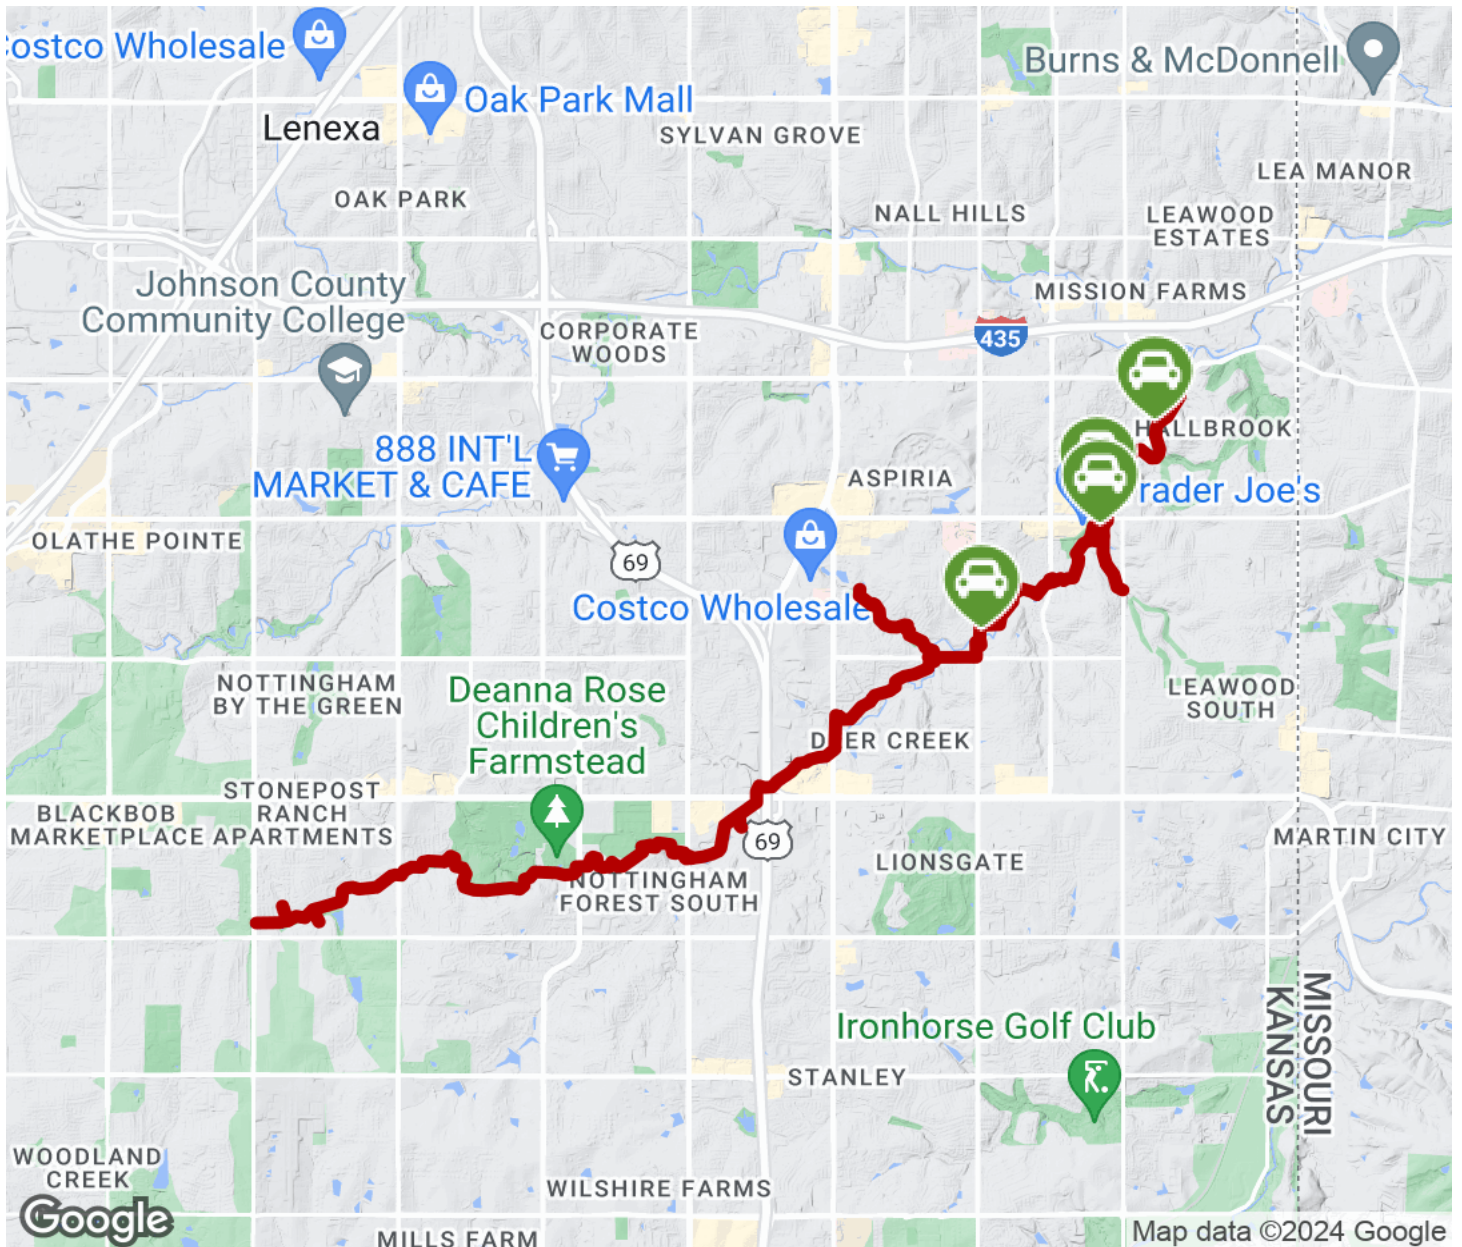 Costco Wholesale
Burns & McDonnell
Oak Park Mall
Lenexa
SYLVAN GROVE
LEA MANOR
OAK PARK
NALL HILLS
LEAWOOD
ESTATES
Johnson County
Community College
MISSION FARMS
CORPORATE
WOODS
435
HALLBROOK
888 INT'L
MARKET & CAFE
ASPIRIA
rader Joe's
OLATHE POINTE
69
Costco Wholesale
NOTTINGHAM
BY THE GREEN
Deanna Rose
Children's
Farmstead
LEAWOOD
SOUTH
DEER CREEK
STONEPOST
RANCH
APARTMENTS
BLACKBOB
MARKETPLACE
69
MARTIN CITY
LIONSGATE
NOTTINGHAM
FOREST SOUTH
MISSOURI
KANSAS
Ironhorse Golf Club
STANLEY
WOODLAND
CREEK
WILSHIRE FARMS
Google
MILLS FARM
Map data ©2024 Google